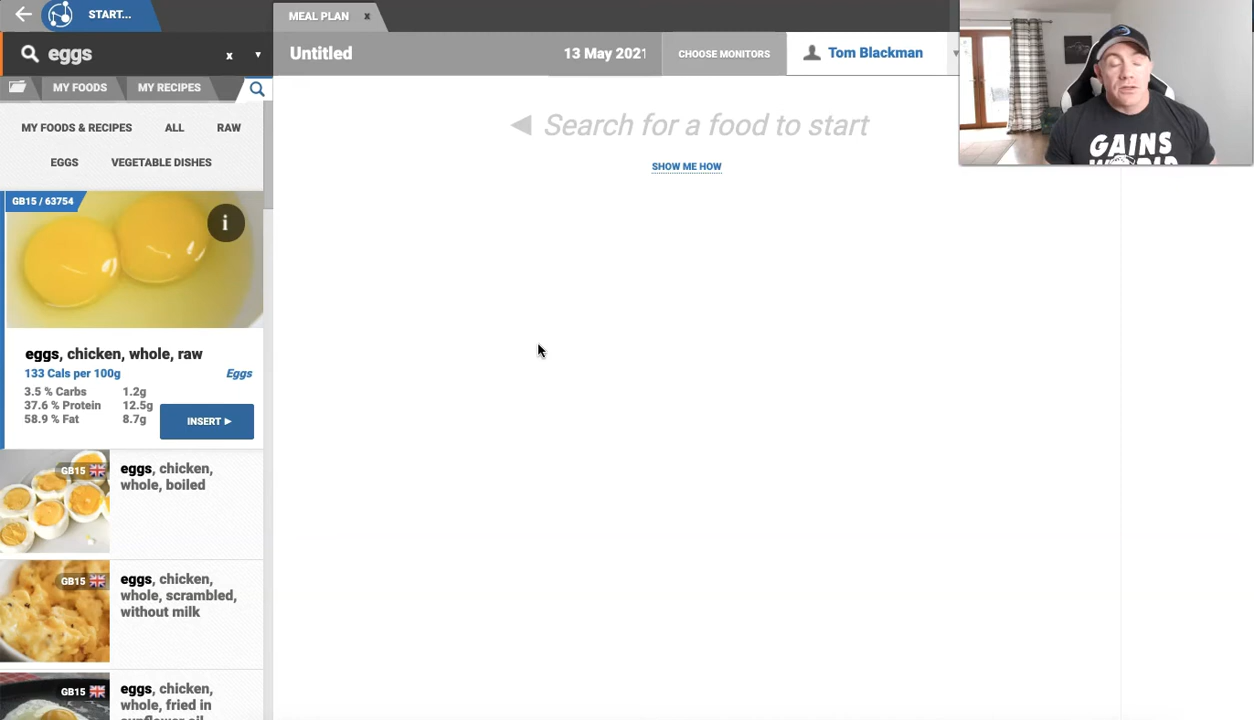 START...
MEAL PLAN x
eggs x
Untitled
13 May 2021
CHOOSE MONITORS
Tom Blackman
MY FOODS
MY RECIPES
MY FOODS & RECIPES ALL RAW
EGGS VEGETABLE DISHES
Search for a food to start
SHOW ME HOW
GB15 / 63754
i
eggs, chicken, whole, raw
133 Cals per 100g Eggs
3.5 % Carbs 1.2g
37.6 % Protein 12.5g
58.9 % Fat 8.7g
INSERT
GB15
eggs, chicken,
whole, boiled
GB15
eggs, chicken,
whole, scrambled,
without milk
GB15
eggs, chicken,
whole, fried in
sunflower oil
GAINS
WORLD